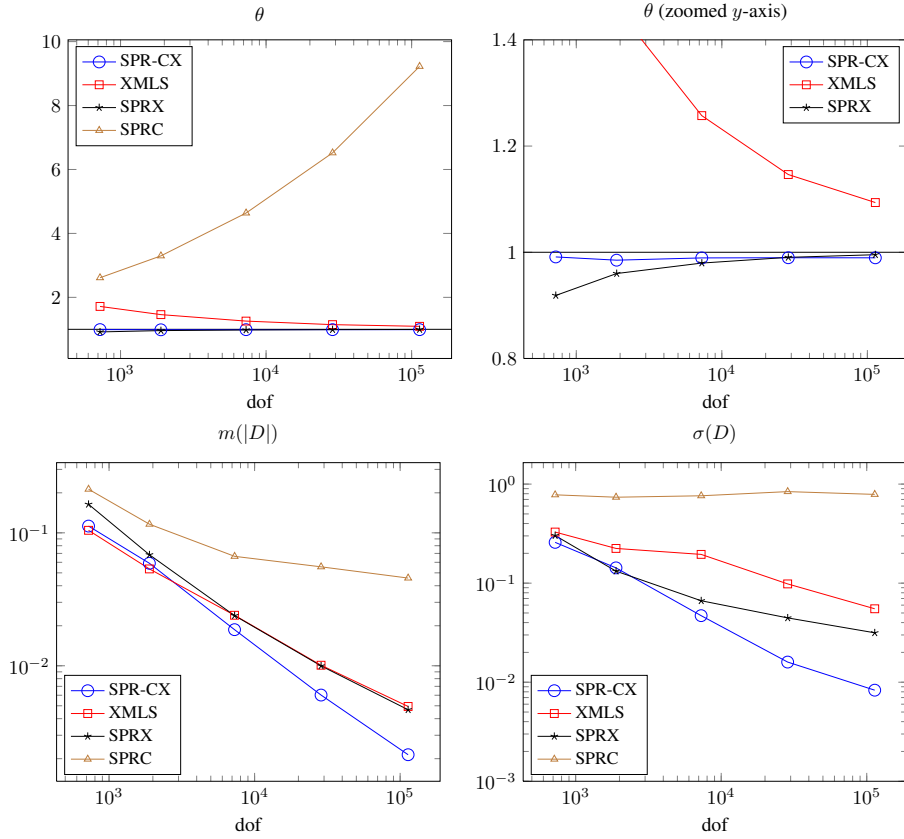 θ
10
8
6
4
2
10³
10⁴
10⁵
dof
SPR-CX
XMLS
SPRX
SPRC
θ (zoomed y-axis)
1.4
1.2
1
0.8
10³
10⁴
10⁵
dof
SPR-CX
XMLS
SPRX
m(|D|)
10⁻¹
10⁻²
10³
10⁴
10⁵
dof
SPR-CX
XMLS
SPRX
SPRC
σ(D)
10⁰
10⁻¹
10⁻²
10⁻³
10³
10⁴
10⁵
dof
SPR-CX
XMLS
SPRX
SPRC